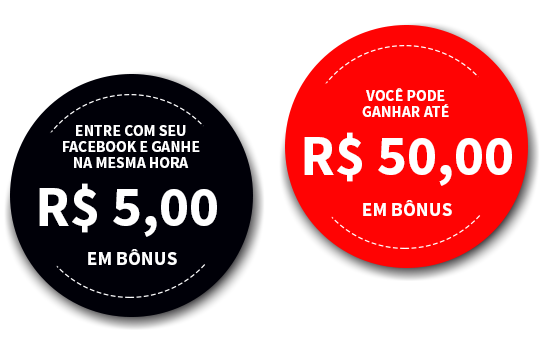 ENTRE COM SEU
FACEBOOK E GANHE
NA MESMA HORA
R$ 5,00
EM BÔNUS
VOCÊ PODE
GANHAR ATÉ
R$ 50,00
EM BÔNUS